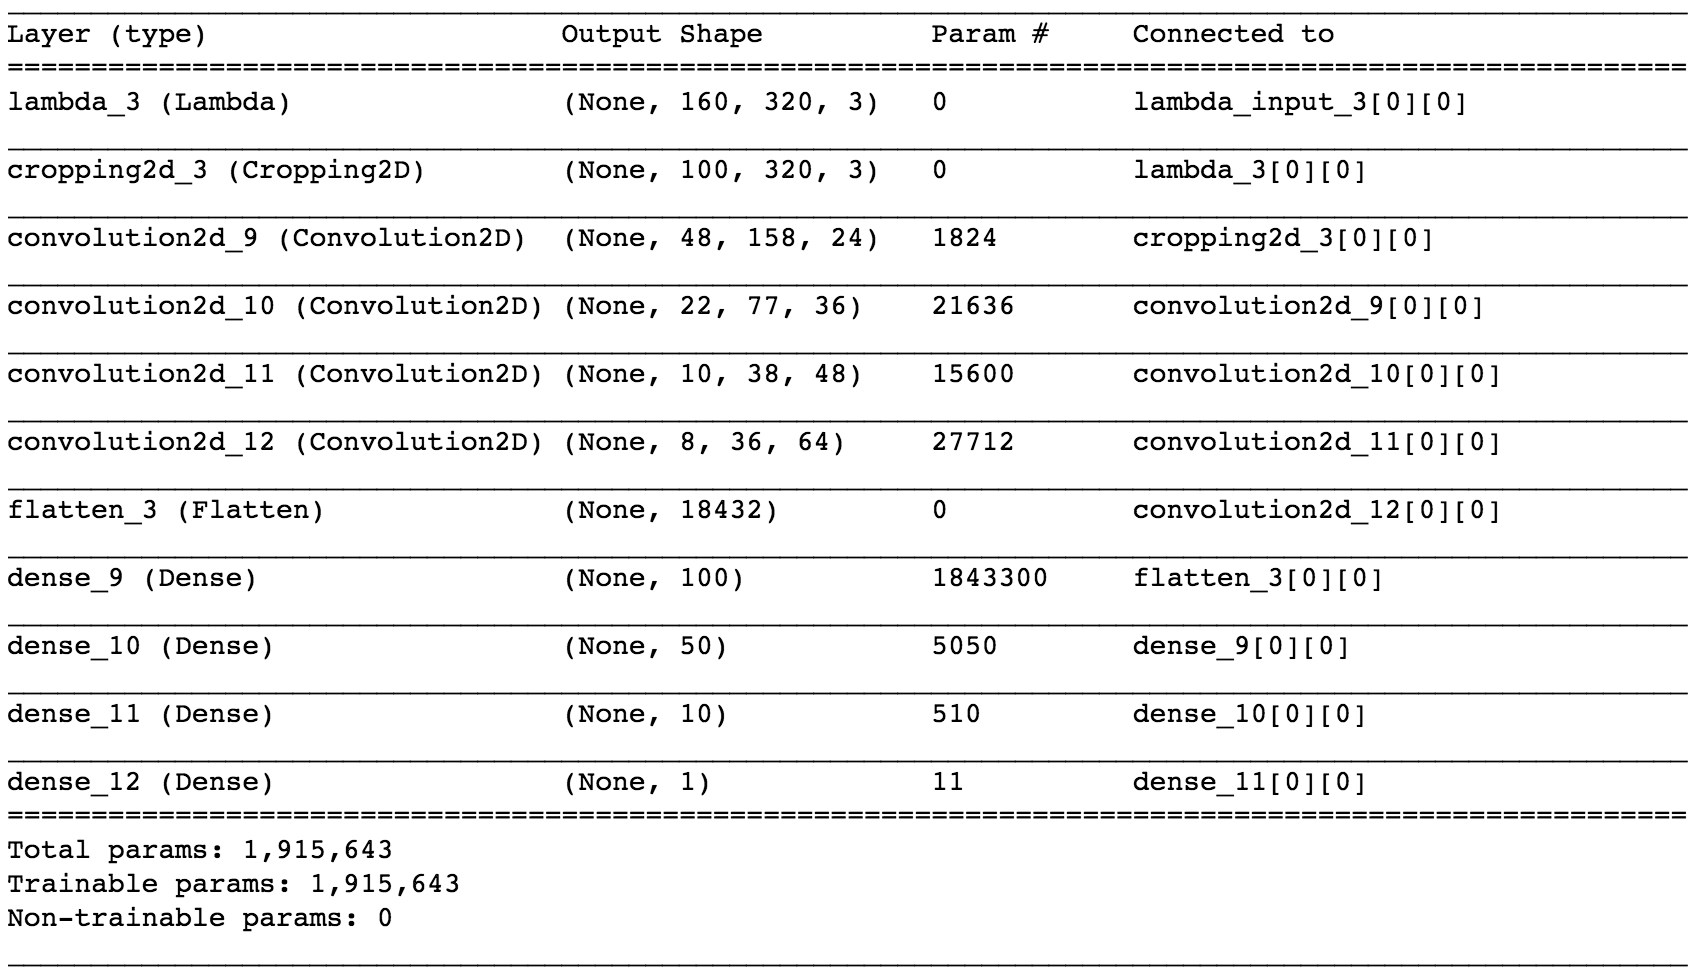 Layer (type) Output Shape Param # Connected to
lambda_3 (Lambda) (None, 160, 320, 3) 0 lambda_input_3[0][0]
cropping2d_3 (Cropping2D) (None, 100, 320, 3) 0 lambda_3[0][0]
convolution2d_9 (Convolution2D) (None, 48, 158, 24) 1824 cropping2d_3[0][0]
convolution2d_10 (Convolution2D) (None, 22, 77, 36) 21636 convolution2d_9[0][0]
convolution2d_11 (Convolution2D) (None, 10, 38, 48) 15600 convolution2d_10[0][0]
convolution2d_12 (Convolution2D) (None, 8, 36, 64) 27712 convolution2d_11[0][0]
flatten_3 (Flatten) (None, 18432) 0 convolution2d_12[0][0]
dense_9 (Dense) (None, 100) 1843300 flatten_3[0][0]
dense_10 (Dense) (None, 50) 5050 dense_9[0][0]
dense_11 (Dense) (None, 10) 510 dense_10[0][0]
dense_12 (Dense) (None, 1) 11 dense_11[0][0]
Total params: 1,915,643
Trainable params: 1,915,643
Non-trainable params: 0